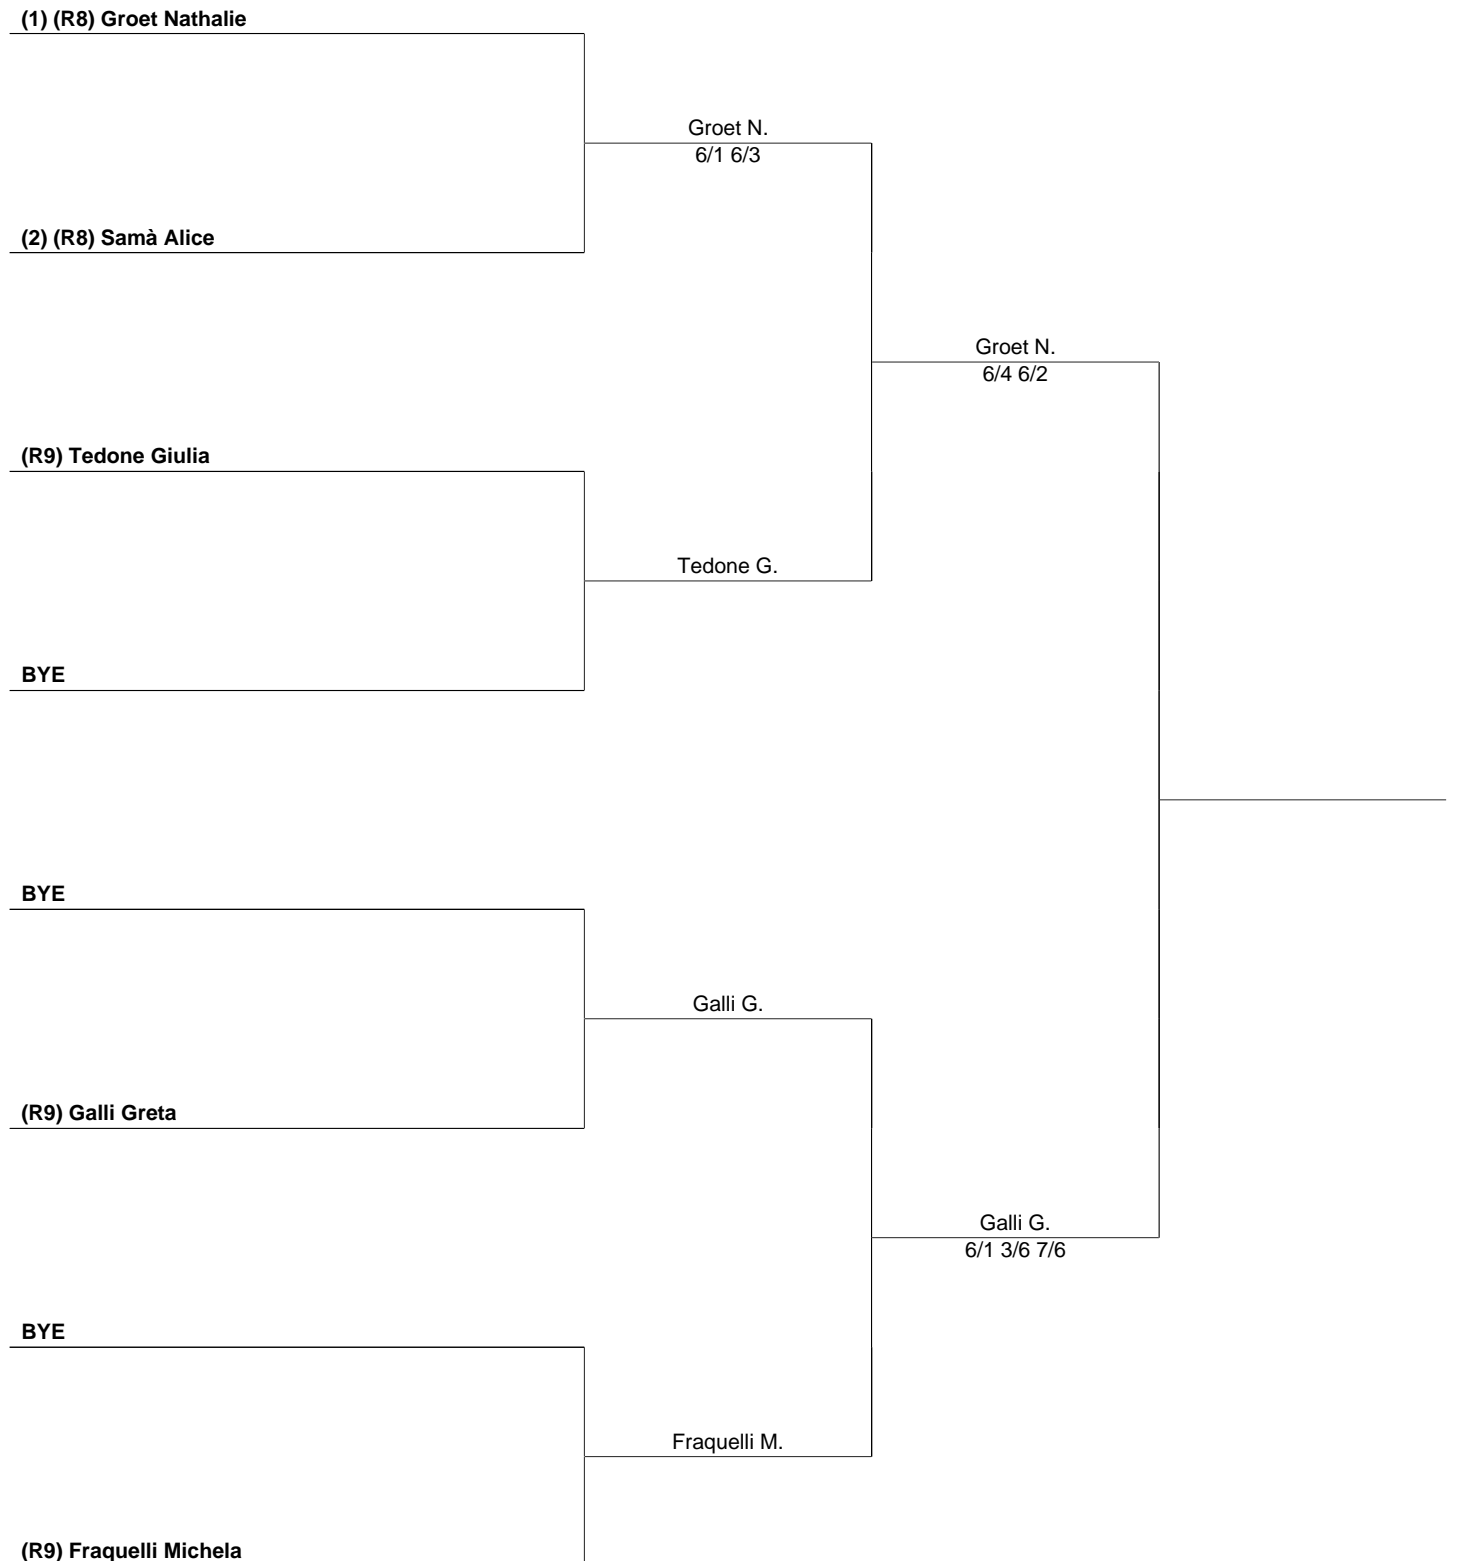 (1) (R8) Groet Nathalie
Groet N.
6/1 6/3
(2) (R8) Samà Alice
Groet N.
6/4 6/2
(R9) Tedone Giulia
Tedone G.
BYE
BYE
Galli G.
(R9) Galli Greta
Galli G.
6/1 3/6 7/6
BYE
Fraquelli M.
(R9) Fraquelli Michela